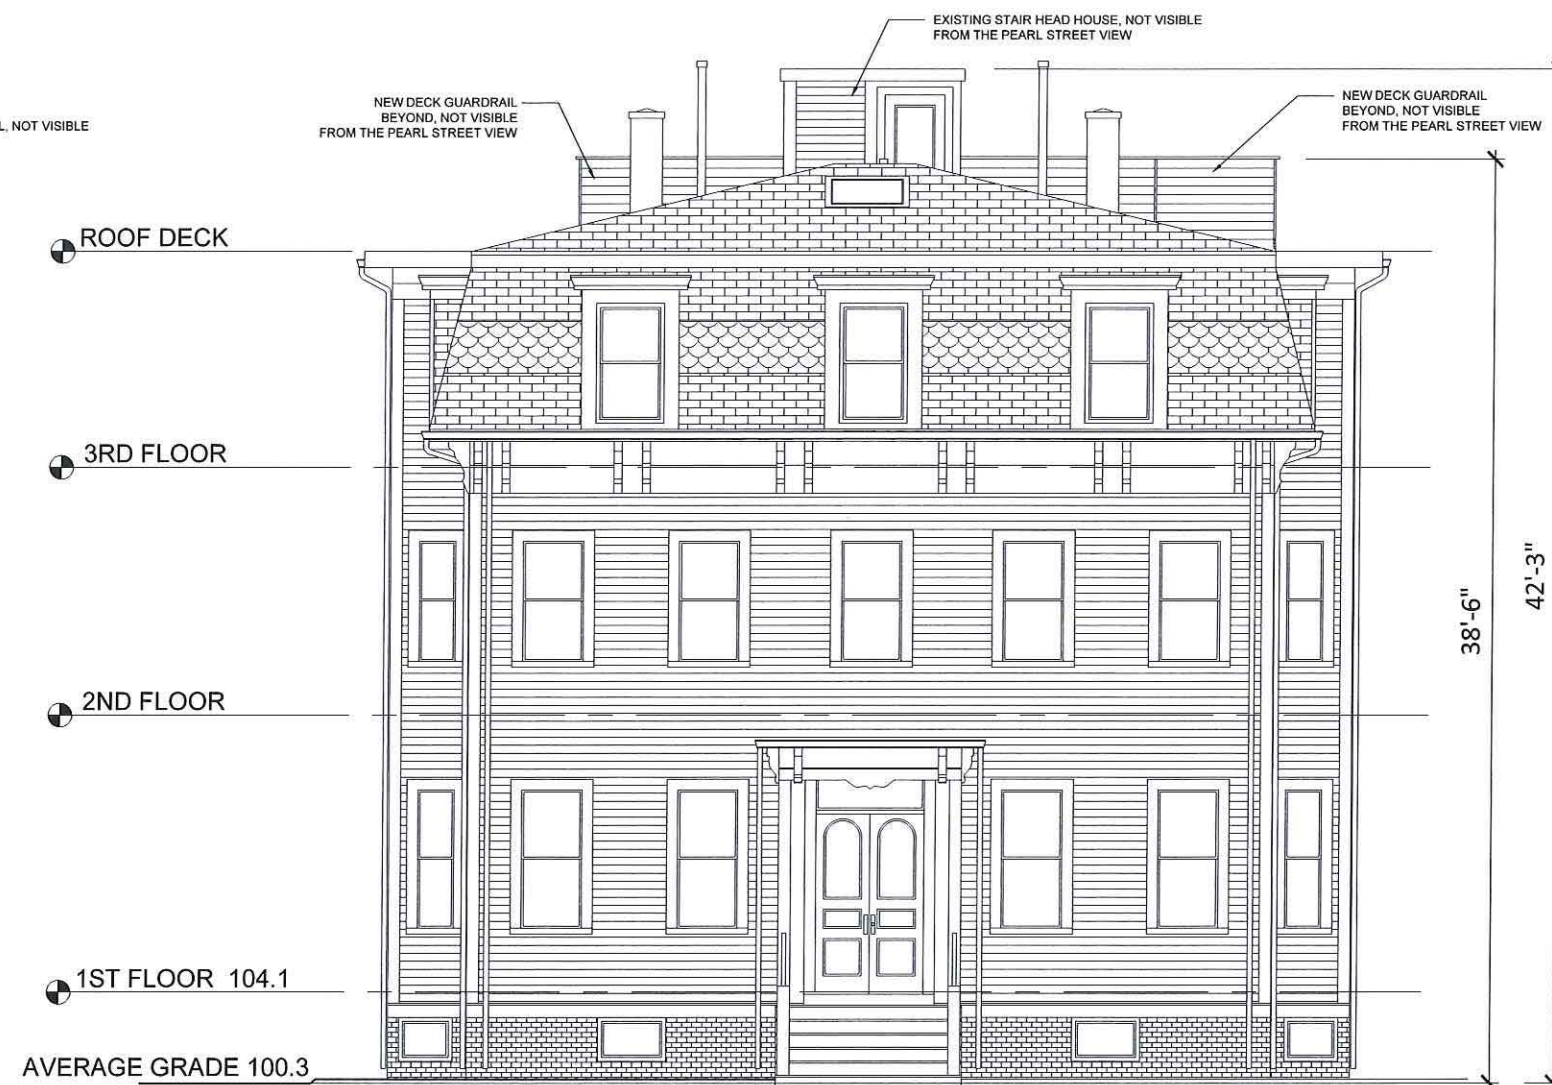 EXISTING STAIR HEAD HOUSE, NOT VISIBLE
FROM THE PEARL STREET VIEW
NEW DECK GUARDRAIL
BEYOND, NOT VISIBLE
FROM THE PEARL STREET VIEW
NEW DECK GUARDRAIL
BEYOND, NOT VISIBLE
FROM THE PEARL STREET VIEW
L, NOT VISIBLE
ROOF DECK
3RD FLOOR
2ND FLOOR
1ST FLOOR 104.1
AVERAGE GRADE 100.3
38'-6"
42'-3"